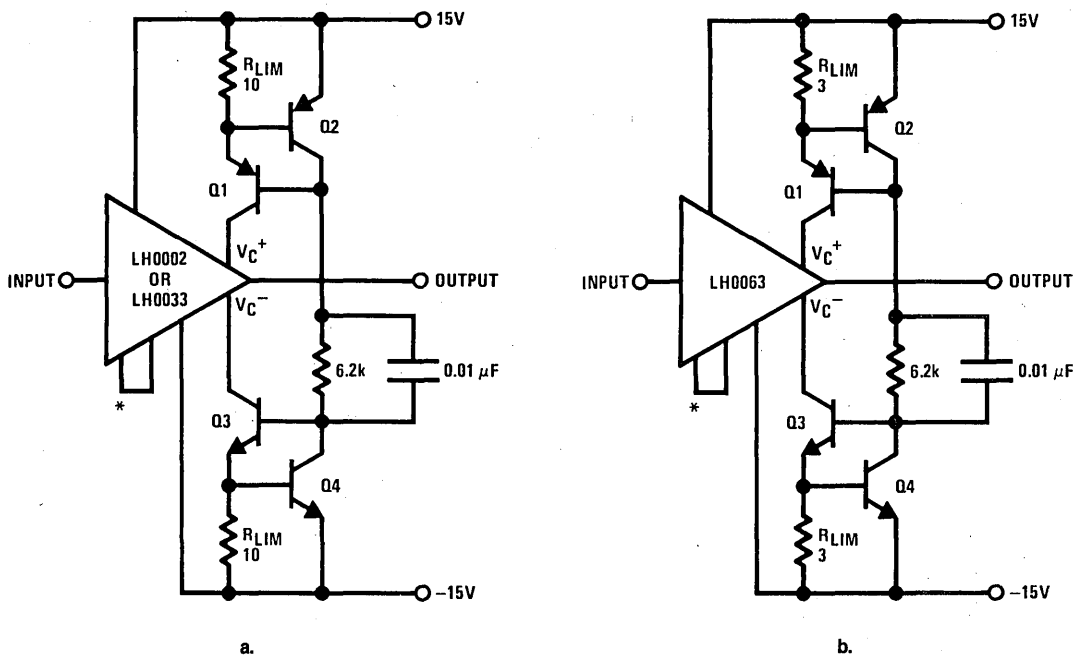 15V
R_LIM
10
Q2
Q1
V_C+
LH0002
OR
LH0033
INPUT
OUTPUT
V_C−
6.2k
0.01 μF
*
Q3
Q4
R_LIM
10
−15V
a.
15V
R_LIM
3
Q2
Q1
V_C+
LH0063
INPUT
OUTPUT
V_C−
6.2k
0.01 μF
*
Q3
Q4
R_LIM
3
−15V
b.